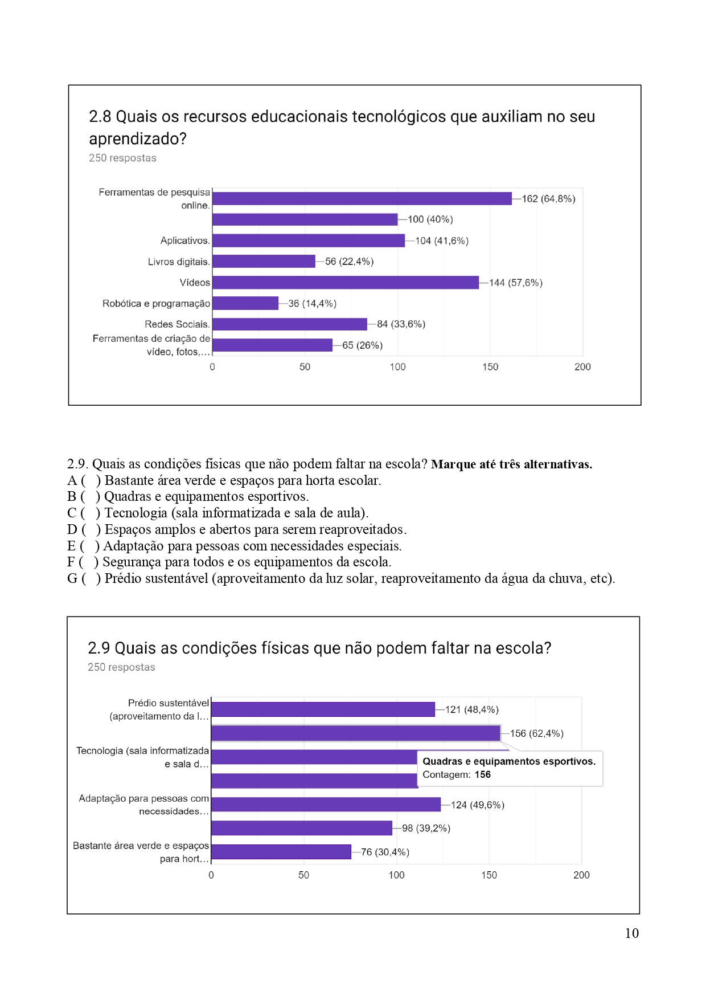 2.8 Quais os recursos educacionais tecnológicos que auxiliam no seu
aprendizado?
250 respostas
Ferramentas de pesquisa
online.
162 (64,8%)
100 (40%)
Aplicativos.
104 (41,6%)
Livros digitais.
56 (22,4%)
Vídeos
144 (57,6%)
Robótica e programação
36 (14,4%)
Redes Sociais.
84 (33,6%)
Ferramentas de criação de
vídeo, fotos,...
65 (26%)
0 50 100 150 200
2.9. Quais as condições físicas que não podem faltar na escola? Marque até três alternativas.
A ( ) Bastante área verde e espaços para horta escolar.
B ( ) Quadras e equipamentos esportivos.
C ( ) Tecnologia (sala informatizada e sala de aula).
D ( ) Espaços amplos e abertos para serem reaproveitados.
E ( ) Adaptação para pessoas com necessidades especiais.
F ( ) Segurança para todos e os equipamentos da escola.
G ( ) Prédio sustentável (aproveitamento da luz solar, reaproveitamento da água da chuva, etc).
2.9 Quais as condições físicas que não podem faltar na escola?
250 respostas
Prédio sustentável
(aproveitamento da l...
121 (48,4%)
156 (62,4%)
Tecnologia (sala informatizada
e sala d...
Quadras e equipamentos esportivos.
Contagem: 156
Adaptação para pessoas com
necessidades...
124 (49,6%)
98 (39,2%)
Bastante área verde e espaços
para hort...
76 (30,4%)
0 50 100 150 200
10